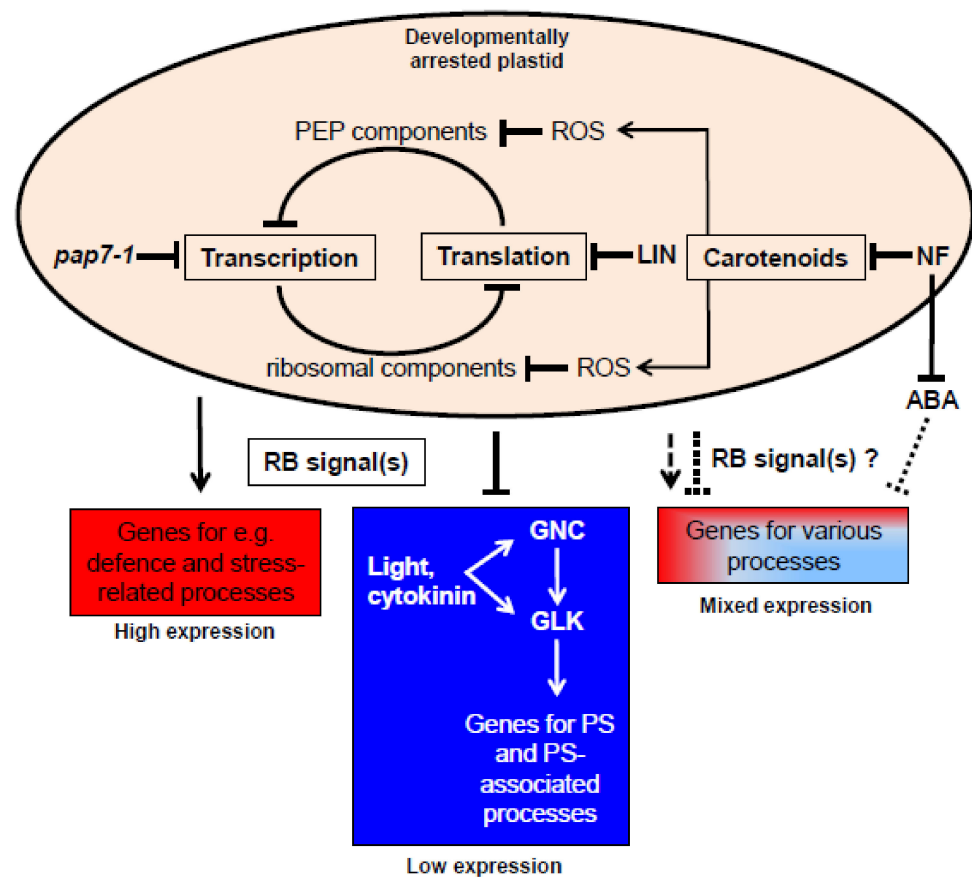 Developmentally
arrested plastid
PEP components
ROS
pap7-1
Transcription
Translation
LIN
Carotenoids
NF
ribosomal components
ROS
ABA
RB signal(s)
RB signal(s) ?
Genes for e.g.
defence and stress-
related processes
High expression
Light,
cytokinin
GNC
GLK
Genes for PS
and PS-
associated
processes
Low expression
Genes for various
processes
Mixed expression